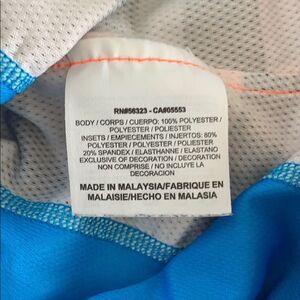 RN#56323 - CA#05553
BODY / CORPS / CUERPO: 100% POLYESTER /
POLYESTER / POLIESTER
INSETS / EMPIECEMENTS / INJERTOS: 80%
POLYESTER / POLYESTER / POLIESTER
20% SPANDEX / ELASTHANNE / ELASTANO
EXCLUSIVE OF DECORATION / DECORATION
NON COMPRISE / NO INCLUYE LA
DECORACION
MADE IN MALAYSIA/FABRIQUE EN
MALAISIE/HECHO EN MALASIA